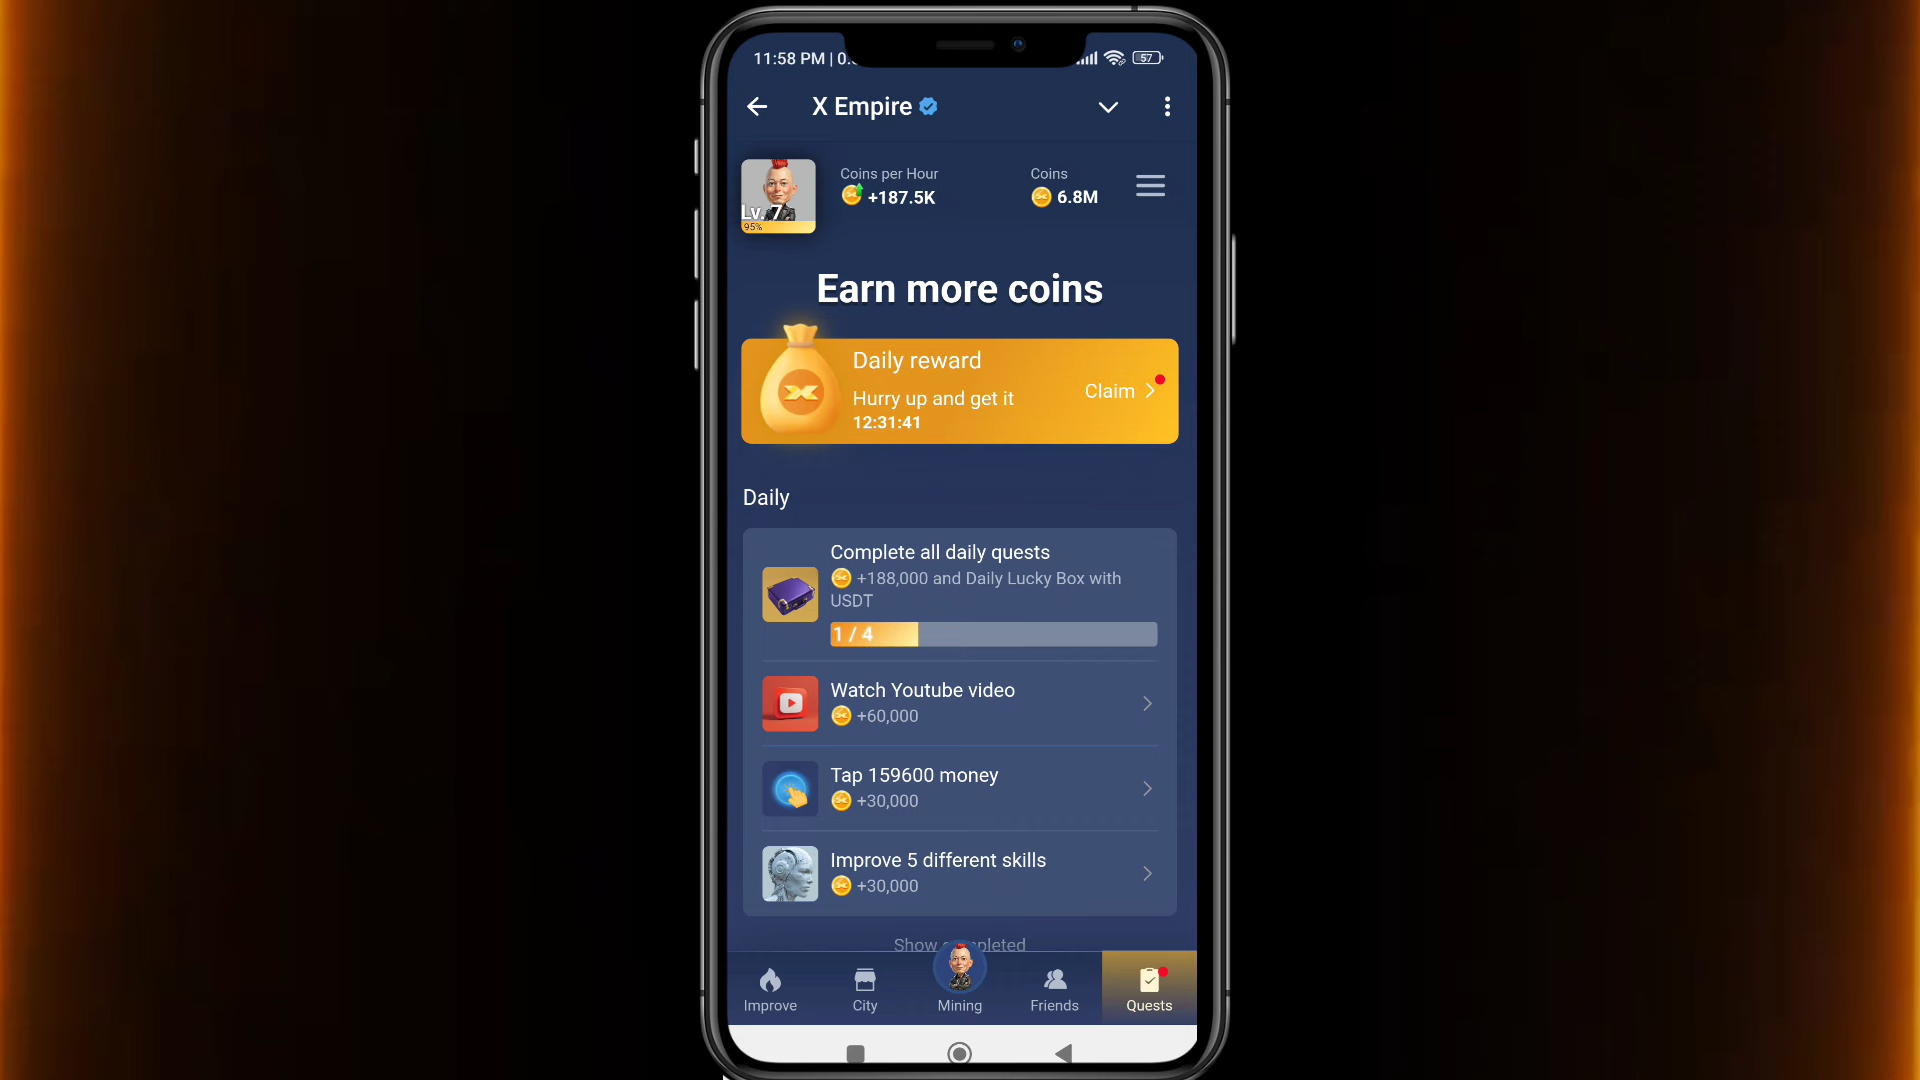 11:58 PM | 0.
57
X Empire
Coins per Hour
+187.5K
Coins
6.8M
Lv. 7
95%
Earn more coins
Daily reward
Hurry up and get it
12:31:41
Claim
Daily
Complete all daily quests
+188,000 and Daily Lucky Box with
USDT
1 / 4
Watch Youtube video
+60,000
Tap 159600 money
+30,000
Improve 5 different skills
+30,000
Show
Improve
City
Mining
Friends
Quests